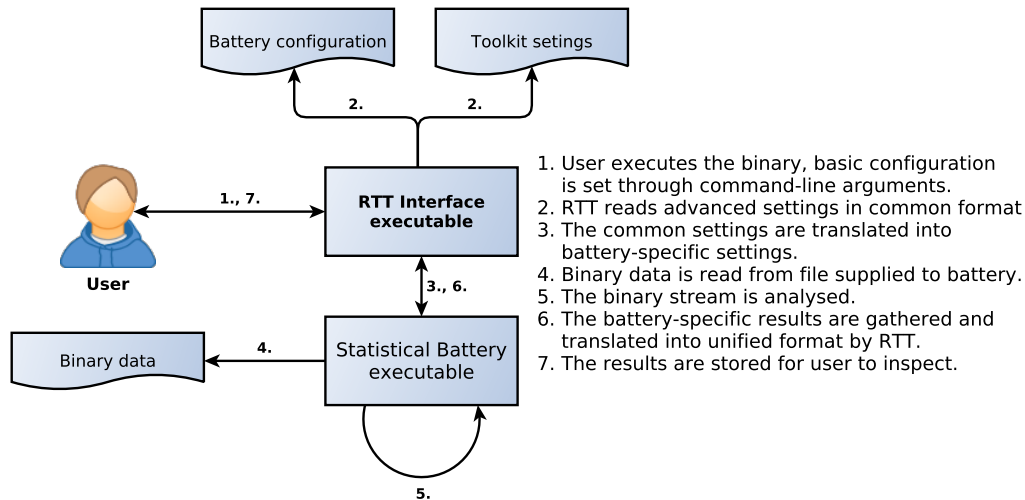 Battery configuration
Toolkit setings
2.
2.
1., 7.
RTT Interface
executable
User
3., 6.
Binary data
4.
Statistical Battery
executable
5.
1. User executes the binary, basic configuration
is set through command-line arguments.
2. RTT reads advanced settings in common format
3. The common settings are translated into
battery-specific settings.
4. Binary data is read from file supplied to battery.
5. The binary stream is analysed.
6. The battery-specific results are gathered and
translated into unified format by RTT.
7. The results are stored for user to inspect.